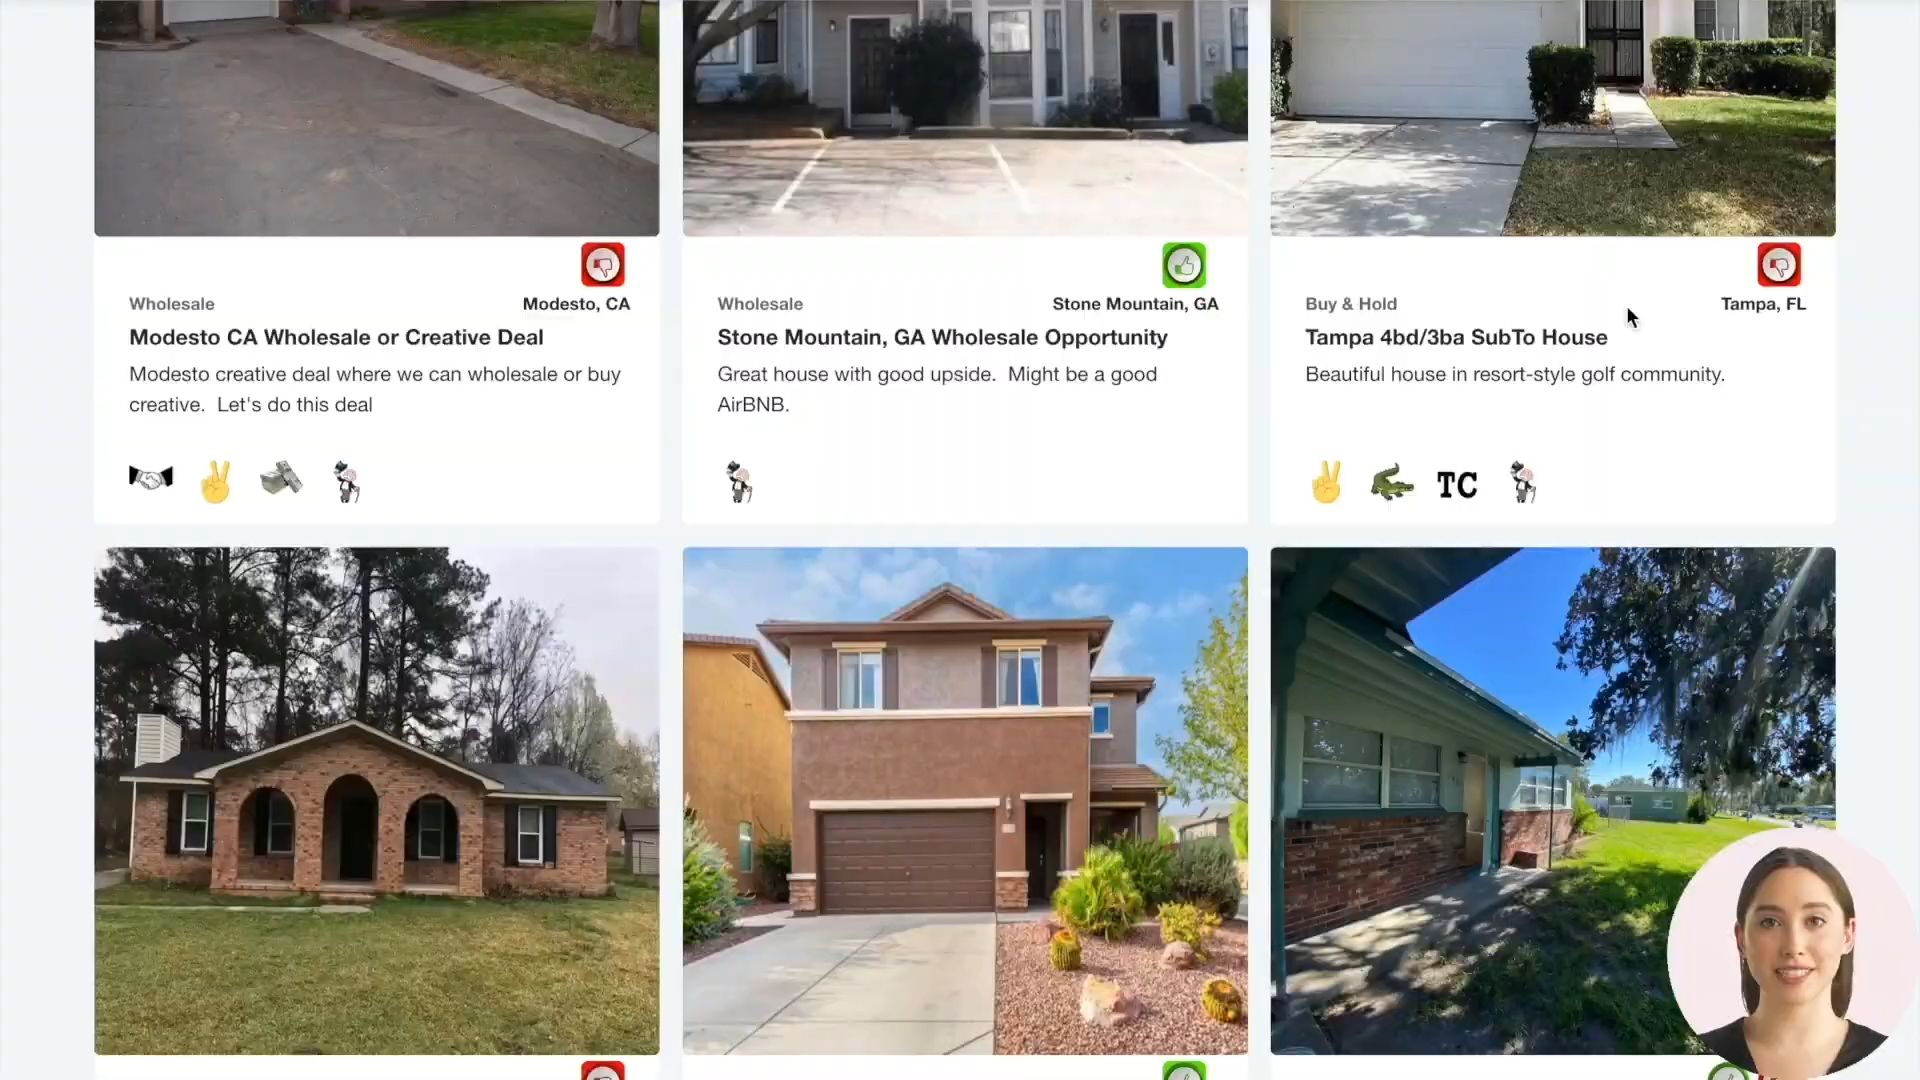 Wholesale
Modesto, CA
Modesto CA Wholesale or Creative Deal
Modesto creative deal where we can wholesale or buy
creative.  Let's do this deal
Wholesale
Stone Mountain, GA
Stone Mountain, GA Wholesale Opportunity
Great house with good upside.  Might be a good
AirBNB.
Buy & Hold
Tampa, FL
Tampa 4bd/3ba SubTo House
Beautiful house in resort-style golf community.
TC